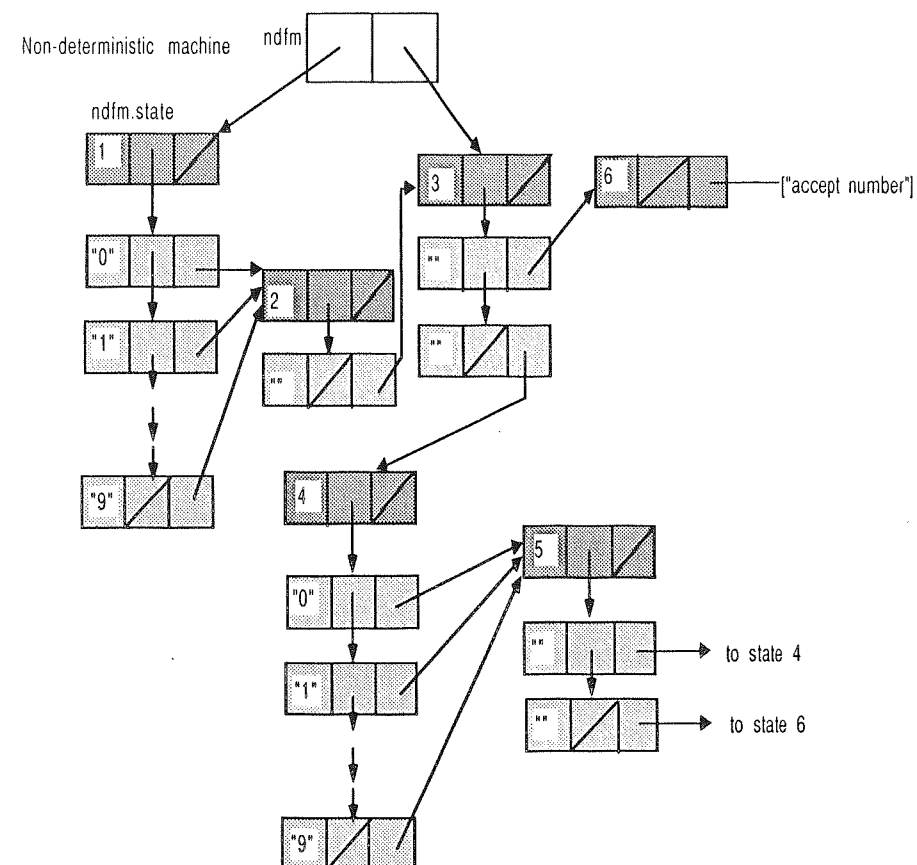 Non-deterministic machine
ndfm
ndfm.state
1
3
6
["accept number"]
"0"
2
""
"1"
""
""
"9"
4
5
"0"
""
to state 4
"1"
""
to state 6
"9"